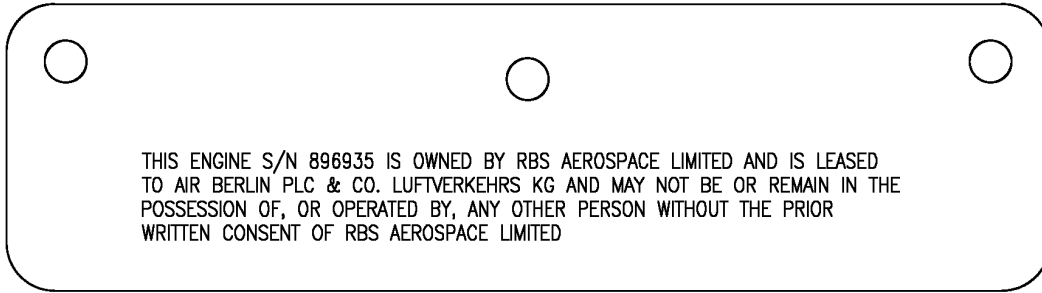 THIS ENGINE S/N 896935 IS OWNED BY RBS AEROSPACE LIMITED AND IS LEASED
TO AIR BERLIN PLC & CO. LUFTVERKEHRS KG AND MAY NOT BE OR REMAIN IN THE
POSSESSION OF, OR OPERATED BY, ANY OTHER PERSON WITHOUT THE PRIOR
WRITTEN CONSENT OF RBS AEROSPACE LIMITED